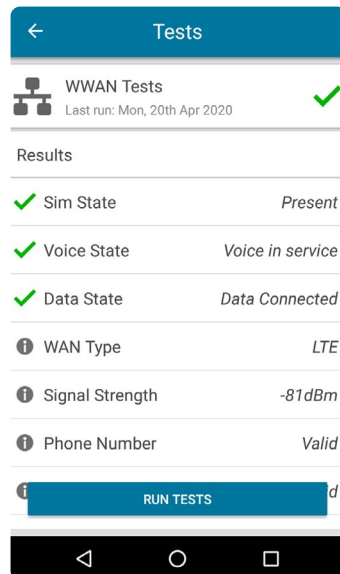 Tests
WWAN Tests
Last run: Mon, 20th Apr 2020
Results
Sim State Present
Voice State Voice in service
Data State Data Connected
WAN Type LTE
Signal Strength -81dBm
Phone Number Valid
RUN TESTS